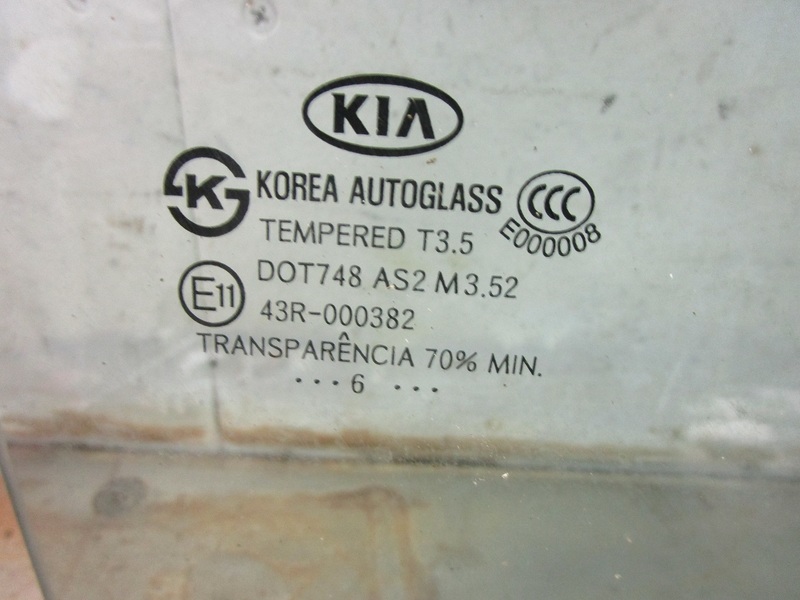 KIA
K KOREA AUTOGLASS CCC
E000008
TEMPERED T3.5
DOT748 AS2 M3.52
E11 43R-000382
TRANSPARÊNCIA 70% MIN.
···6 ···